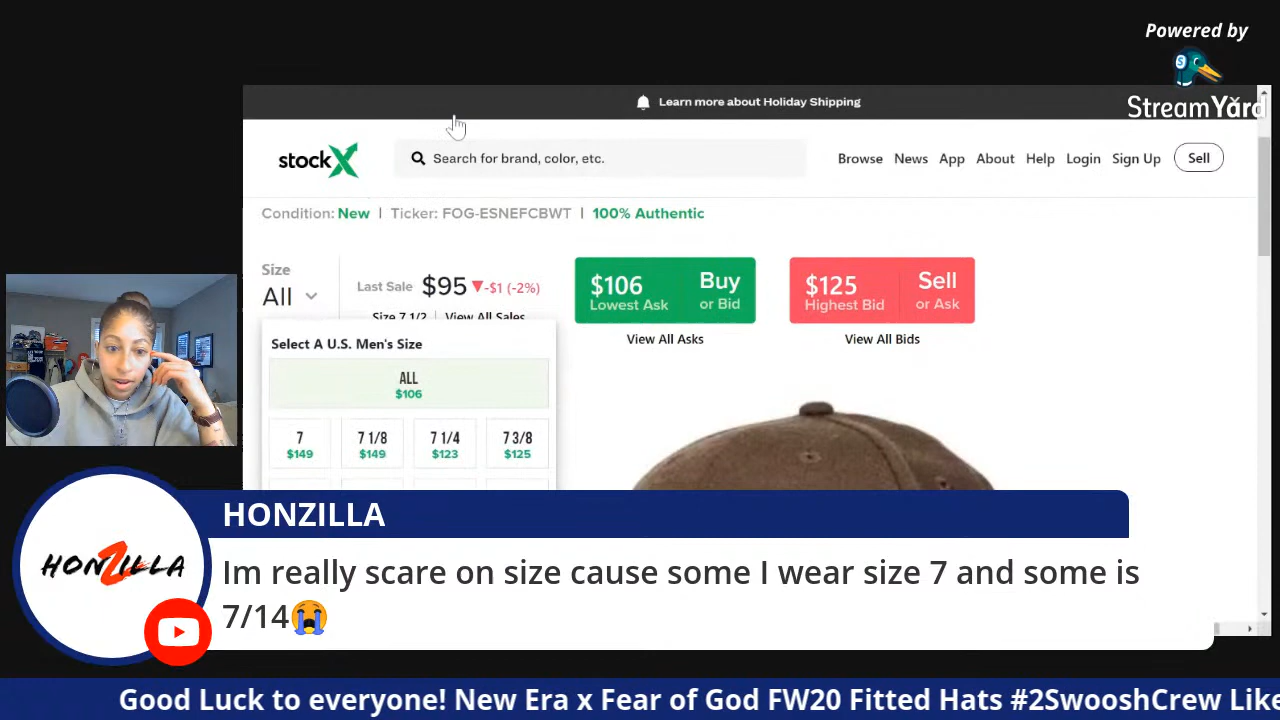 Powered by
StreamYard
Learn more about Holiday Shipping
stockX
Search for brand, color, etc.
Browse News App About Help Login Sign Up Sell
Condition: New | Ticker: FOG-ESNEFCBWT | 100% Authentic
Size
All
Last Sale $95 ▼-$1 (-2%)
Size 7 1/2 | View All Sales
$106 Buy
Lowest Ask or Bid
View All Asks
$125 Sell
Highest Bid or Ask
View All Bids
Select A U.S. Men's Size
ALL
$106
7 7 1/8 7 1/4 7 3/8
$149 $149 $123 $125
HONZILLA
HONZILLA
Im really scare on size cause some I wear size 7 and some is
7/14😭
Good Luck to everyone! New Era x Fear of God FW20 Fitted Hats #2SwooshCrew Like